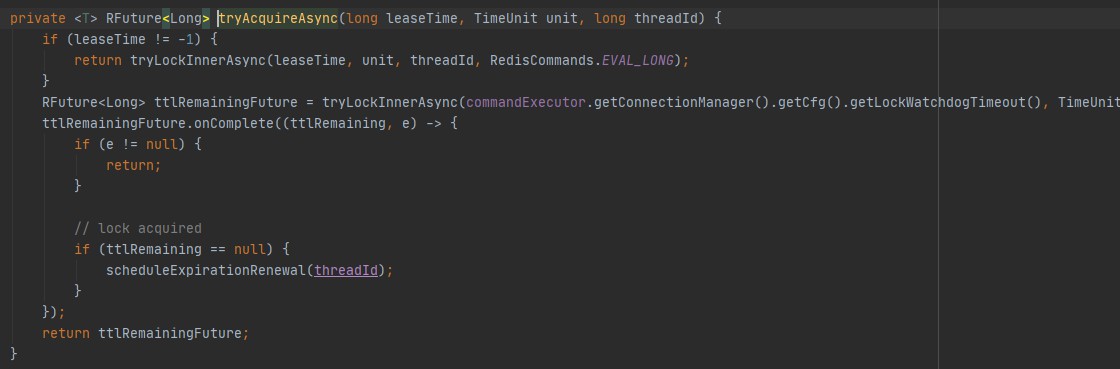 private <T> RFuture<Long> tryAcquireAsync(long leaseTime, TimeUnit unit, long threadId) {
    if (leaseTime != -1) {
        return tryLockInnerAsync(leaseTime, unit, threadId, RedisCommands.EVAL_LONG);
    }
    RFuture<Long> ttlRemainingFuture = tryLockInnerAsync(commandExecutor.getConnectionManager().getCfg().getLockWatchdogTimeout(), TimeUnit
    ttlRemainingFuture.onComplete((ttlRemaining, e) -> {
        if (e != null) {
            return;
        }
        // lock acquired
        if (ttlRemaining == null) {
            scheduleExpirationRenewal(threadId);
        }
    });
    return ttlRemainingFuture;
}